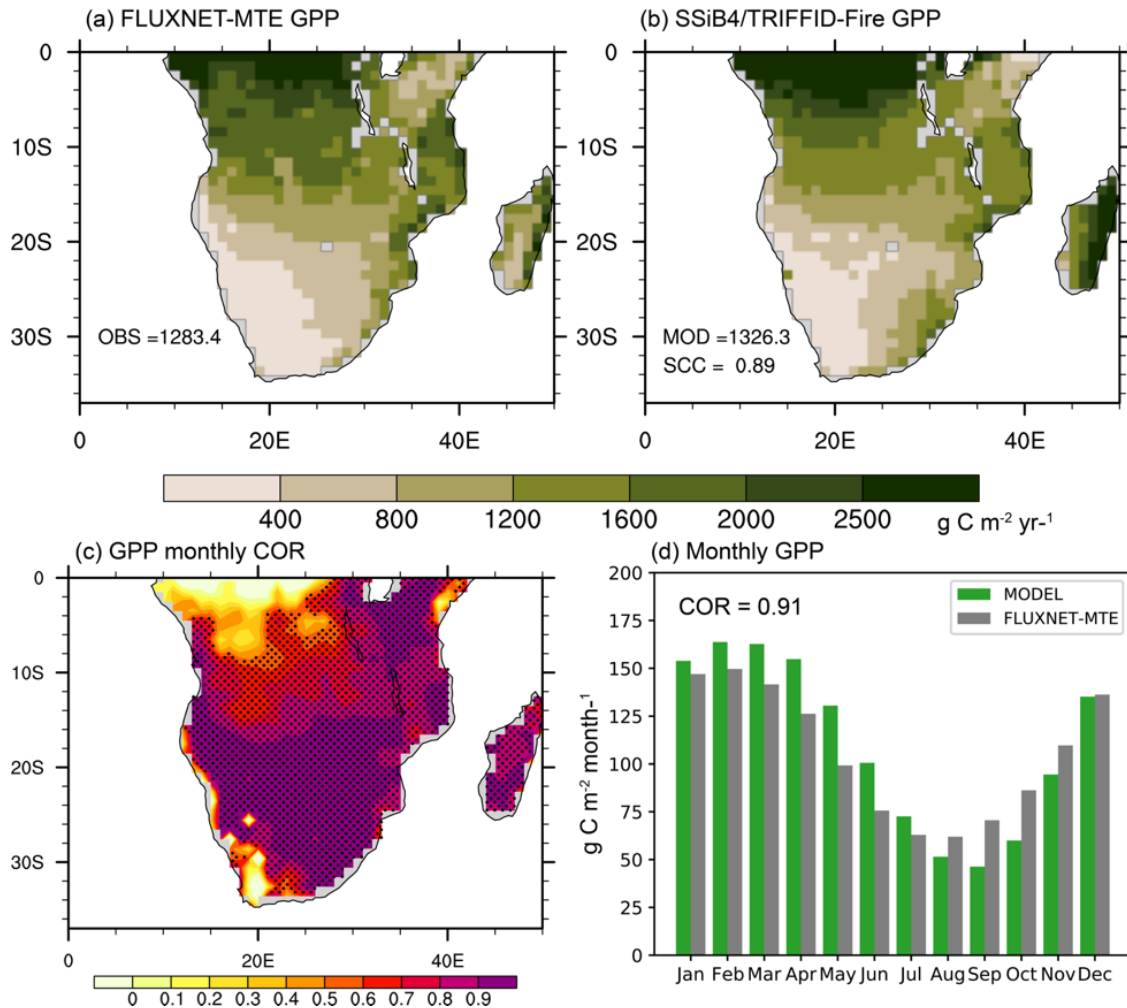 (a) FLUXNET-MTE GPP
(b) SSiB4/TRIFFID-Fire GPP
0
10S
20S
30S
OBS =1283.4
0 20E 40E
0
10S
20S
30S
MOD =1326.3
SCC = 0.89
0 20E 40E
400 800 1200 1600 2000 2500 g C m⁻² yr-¹
(c) GPP monthly COR
0
10S
20S
30S
0 20E 40E
0 0.1 0.2 0.3 0.4 0.5 0.6 0.7 0.8 0.9
(d) Monthly GPP
COR = 0.91
MODEL
FLUXNET-MTE
g C m⁻² month-¹
200
175
150
125
100
75
50
25
0
Jan Feb Mar Apr May Jun Jul Aug Sep Oct Nov Dec